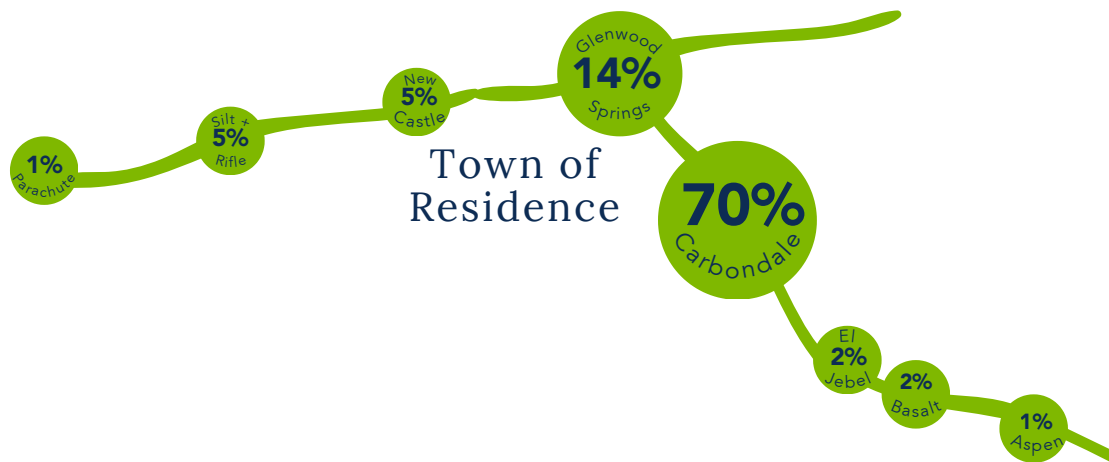 Glenwood
14%
Springs
New
5%
Castle
Silt +
5%
Rifle
1%
Parachute
Town of
Residence
70%
Carbondale
El
2%
Jebel
2%
Basalt
1%
Aspen